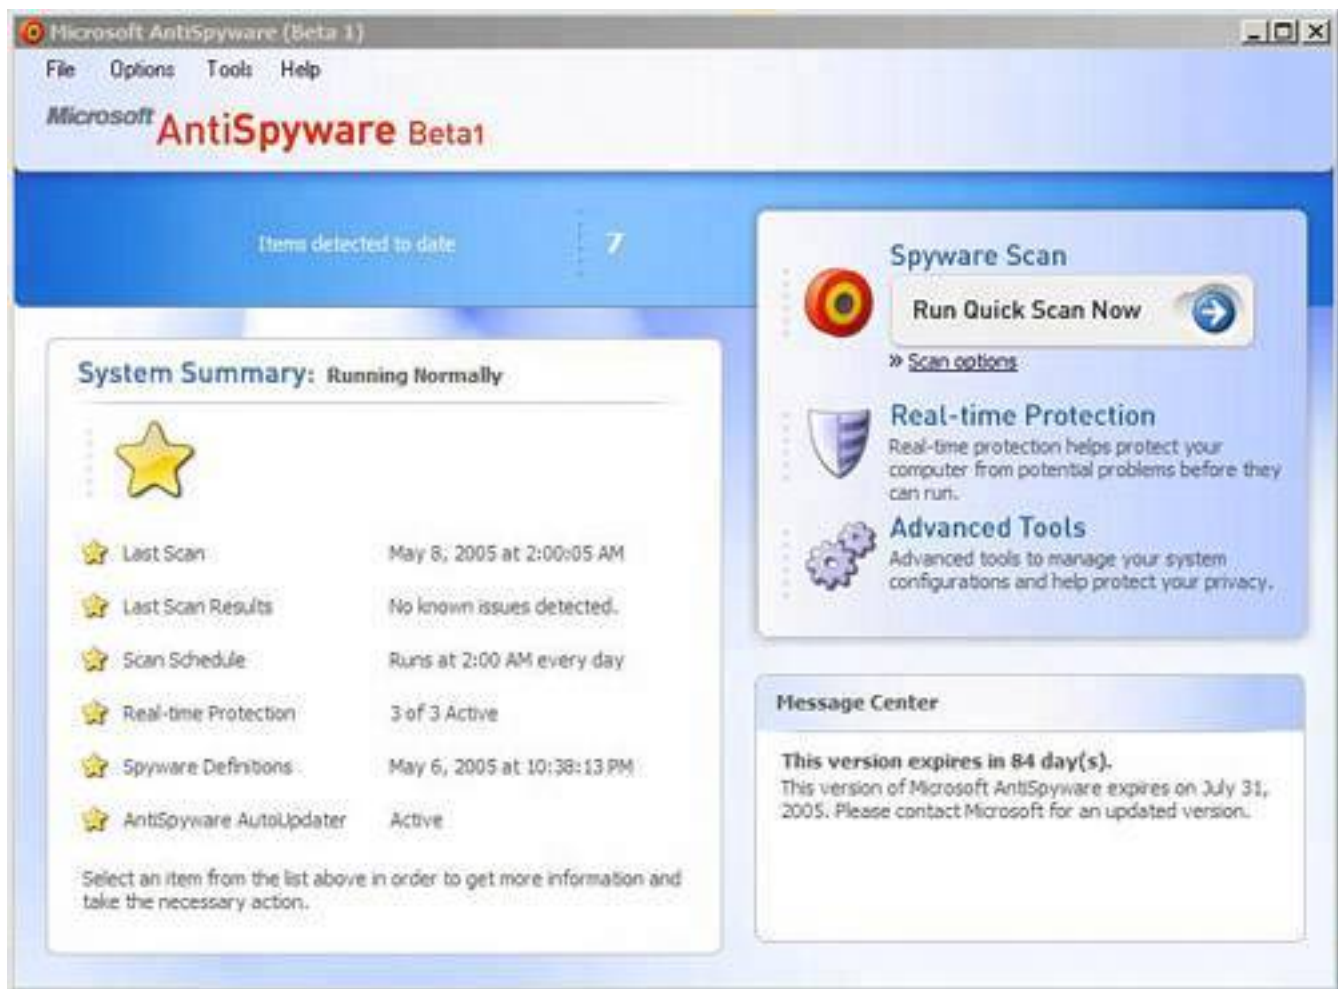 Microsoft AntiSpyware (Beta 1)
File Options Tools Help
Microsoft AntiSpyware Beta1
Items detected to date 7
Spyware Scan
Run Quick Scan Now
» Scan options
Real-time Protection
Real-time protection helps protect your
computer from potential problems before they
can run.
Advanced Tools
Advanced tools to manage your system
configurations and help protect your privacy.
System Summary: Running Normally
Last Scan May 8, 2005 at 2:00:05 AM
Last Scan Results No known issues detected.
Scan Schedule Runs at 2:00 AM every day
Real-time Protection 3 of 3 Active
Spyware Definitions May 6, 2005 at 10:38:13 PM
AntiSpyware AutoUpdater Active
Select an item from the list above in order to get more information and
take the necessary action.
Message Center
This version expires in 84 day(s).
This version of Microsoft AntiSpyware expires on July 31,
2005. Please contact Microsoft for an updated version.